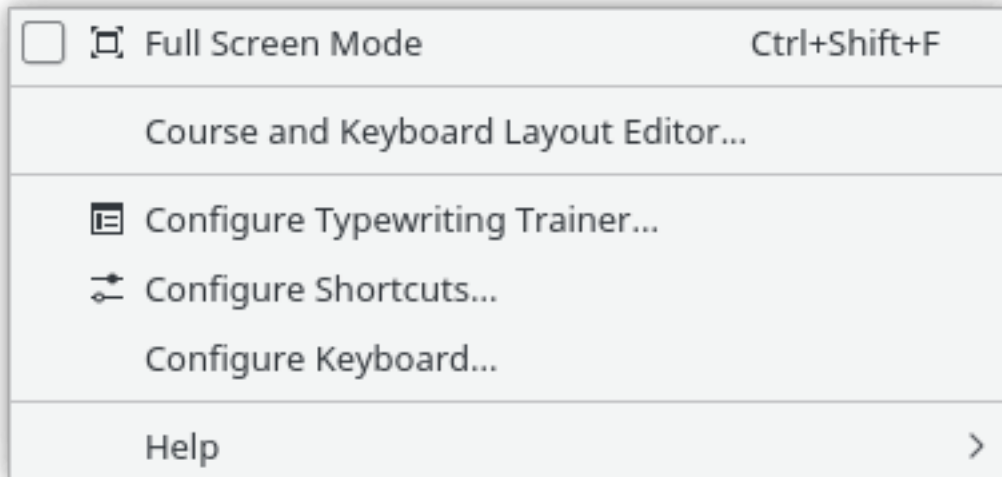 Full Screen Mode Ctrl+Shift+F
Course and Keyboard Layout Editor...
Configure Typewriting Trainer...
Configure Shortcuts...
Configure Keyboard...
Help